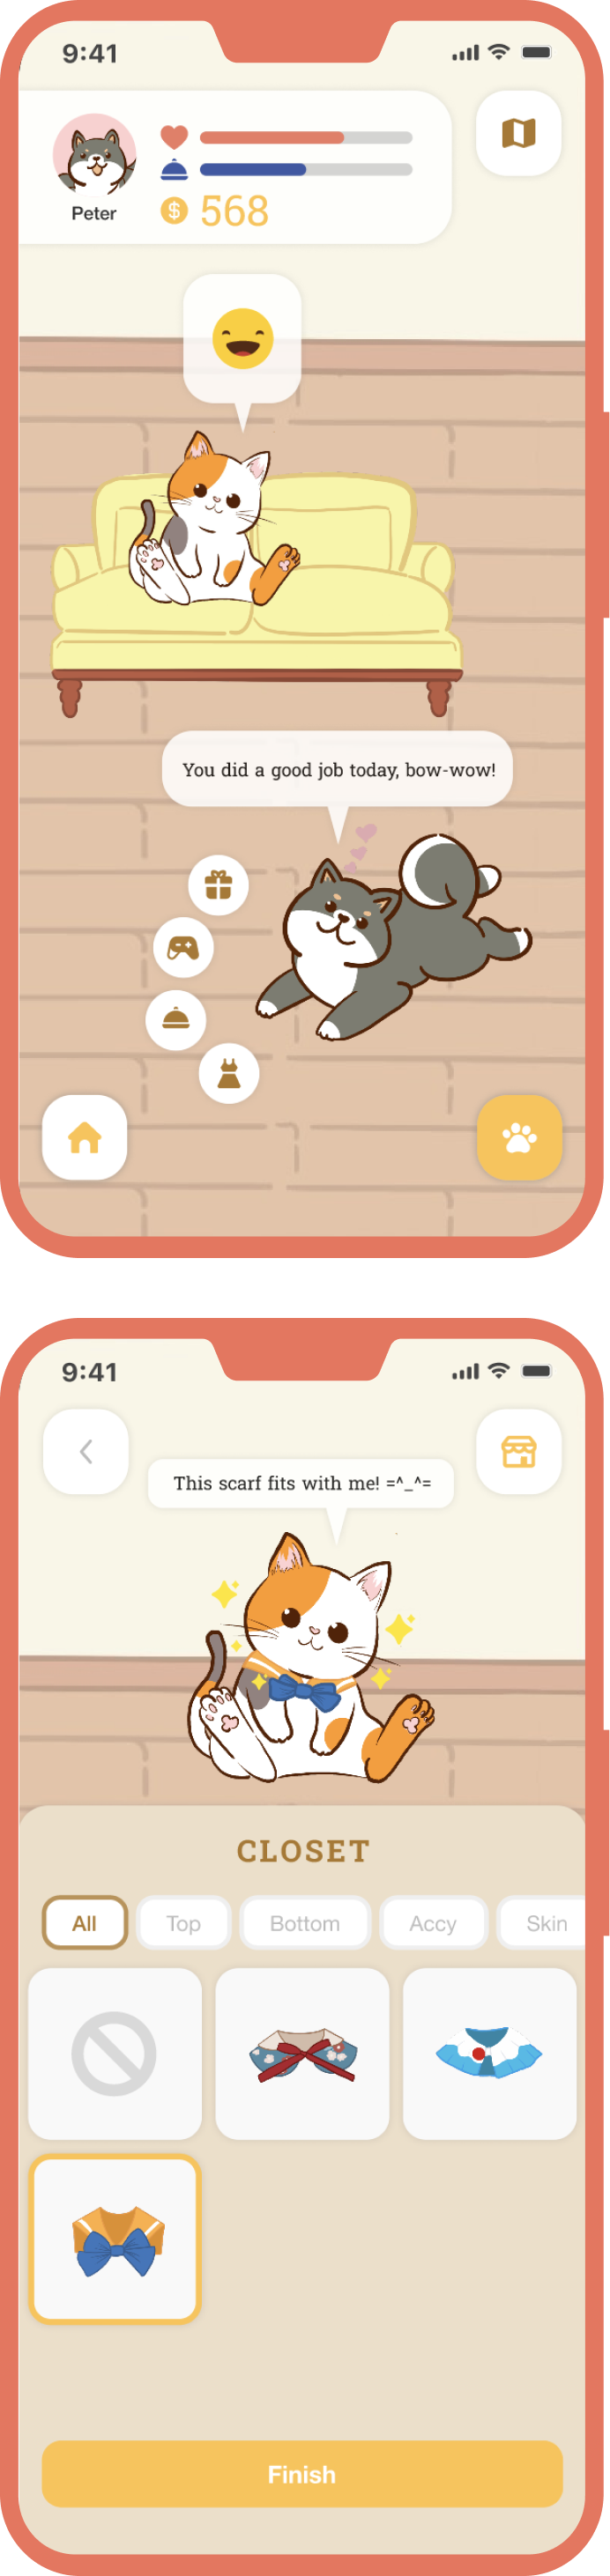 9:41
Peter
568
You did a good job today, bow-wow!
9:41
This scarf fits with me! =^_^=
CLOSET
All
Top
Bottom
Accy
Skin
Finish